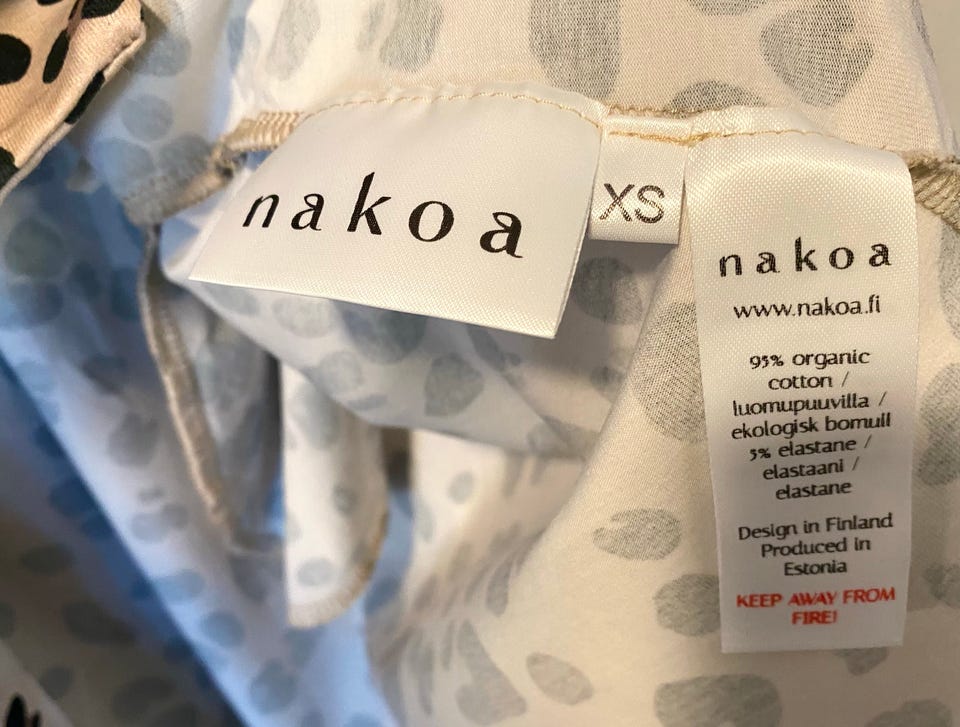 nakoa
XS
nakoa
www.nakoa.fi
95% organic
cotton /
luomupuuvilla /
ekologisk bomull
5% elastane /
elastaani /
elastane
Design in Finland
Produced in
Estonia
KEEP AWAY FROM
FIRE!